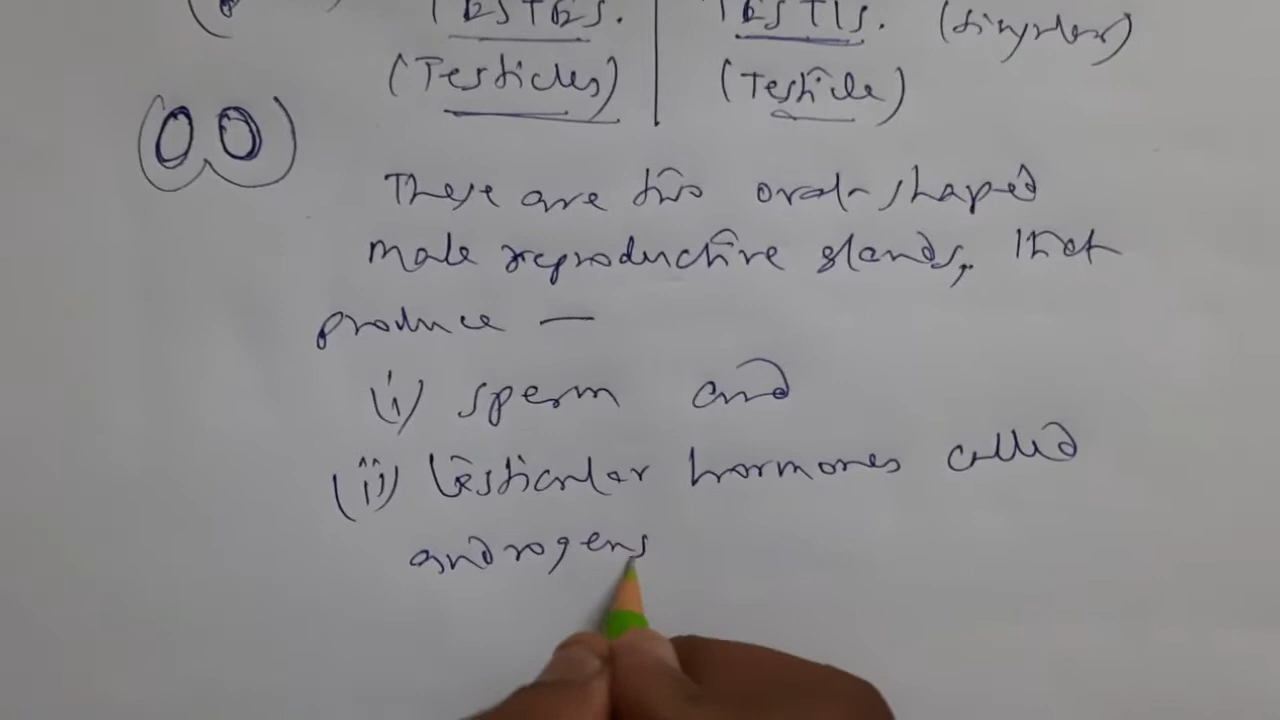 TESTES. TESTIS. (Singular)
(Testicles) (Testicle)
These are two oval-shaped
male reproductive glands, that
produce —
(i) sperm and
(ii) testicular hormones called
androgens